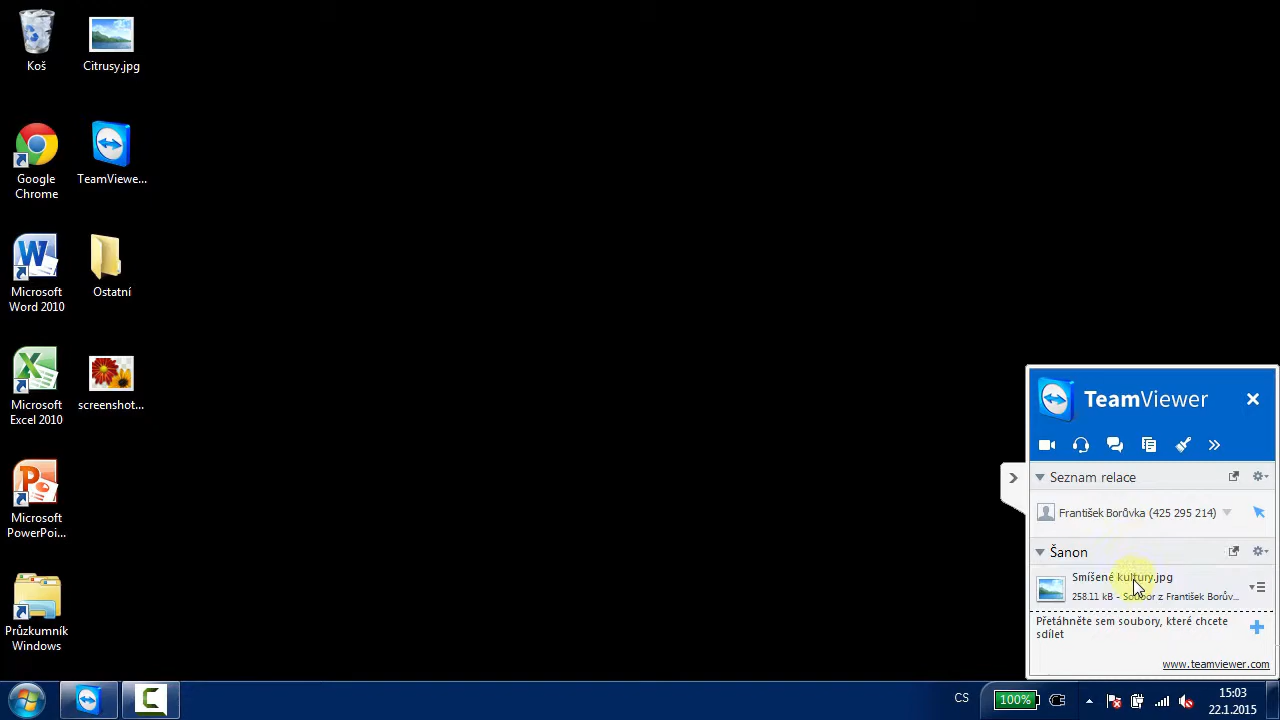 Koš
Citrusy.jpg
Google
Chrome
TeamViewe...
Microsoft
Word 2010
Ostatní
Microsoft
Excel 2010
screenshot...
Microsoft
PowerPoi...
Průzkumník
Windows
TeamViewer
Seznam relace
František Borůvka (425 295 214)
Šanon
Smíšené kultury.jpg
258.11 kB - Soubor z František Borův...
Přetáhněte sem soubory, které chcete
sdílet
www.teamviewer.com
CS
100%
15:03
22.1.2015